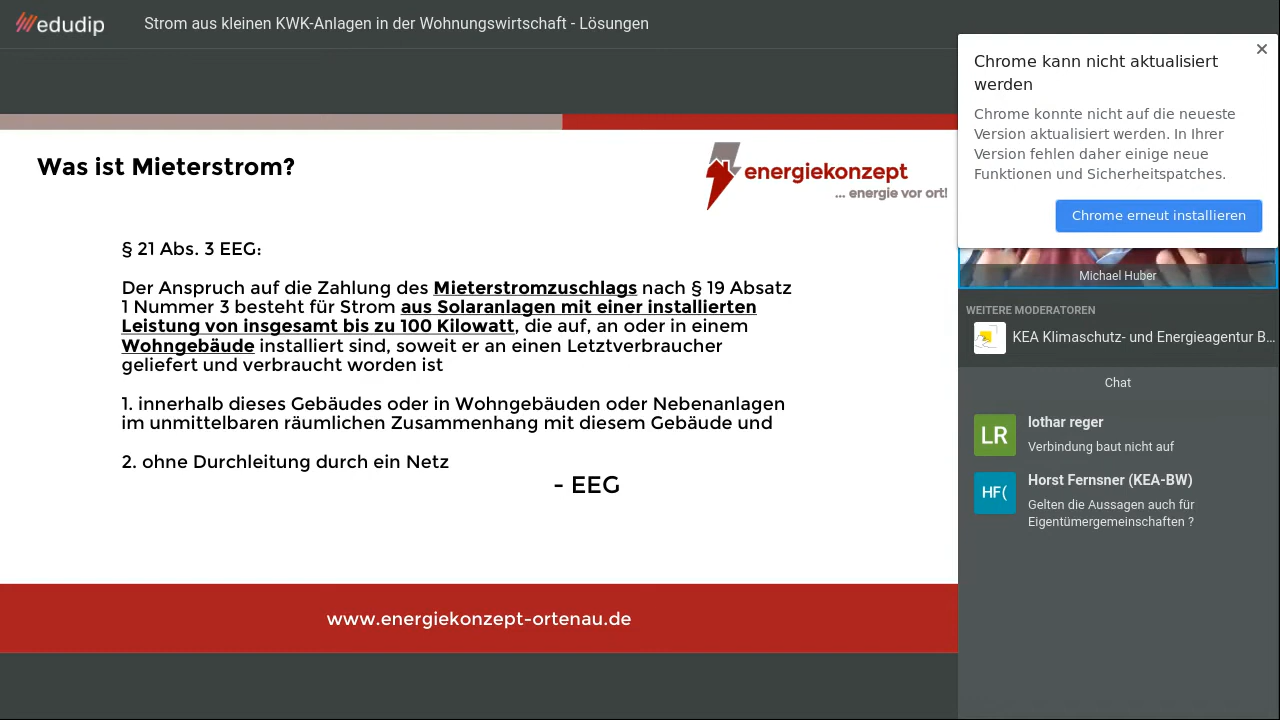 edudip
Strom aus kleinen KWK-Anlagen in der Wohnungswirtschaft - Lösungen
Was ist Mieterstrom?
energiekonzept
... energie vor ort!
§ 21 Abs. 3 EEG:
Der Anspruch auf die Zahlung des Mieterstromzuschlags nach § 19 Absatz
1 Nummer 3 besteht für Strom aus Solaranlagen mit einer installierten
Leistung von insgesamt bis zu 100 Kilowatt, die auf, an oder in einem
Wohngebäude installiert sind, soweit er an einen Letztverbraucher
geliefert und verbraucht worden ist
1. innerhalb dieses Gebäudes oder in Wohngebäuden oder Nebenanlagen
im unmittelbaren räumlichen Zusammenhang mit diesem Gebäude und
2. ohne Durchleitung durch ein Netz
- EEG
www.energiekonzept-ortenau.de
Chrome kann nicht aktualisiert
werden
Chrome konnte nicht auf die neueste
Version aktualisiert werden. In Ihrer
Version fehlen daher einige neue
Funktionen und Sicherheitspatches.
Chrome erneut installieren
Michael Huber
WEITERE MODERATOREN
KEA Klimaschutz- und Energieagentur B...
Chat
LR
lothar reger
Verbindung baut nicht auf
HF(
Horst Fernsner (KEA-BW)
Gelten die Aussagen auch für
Eigentümergemeinschaften ?